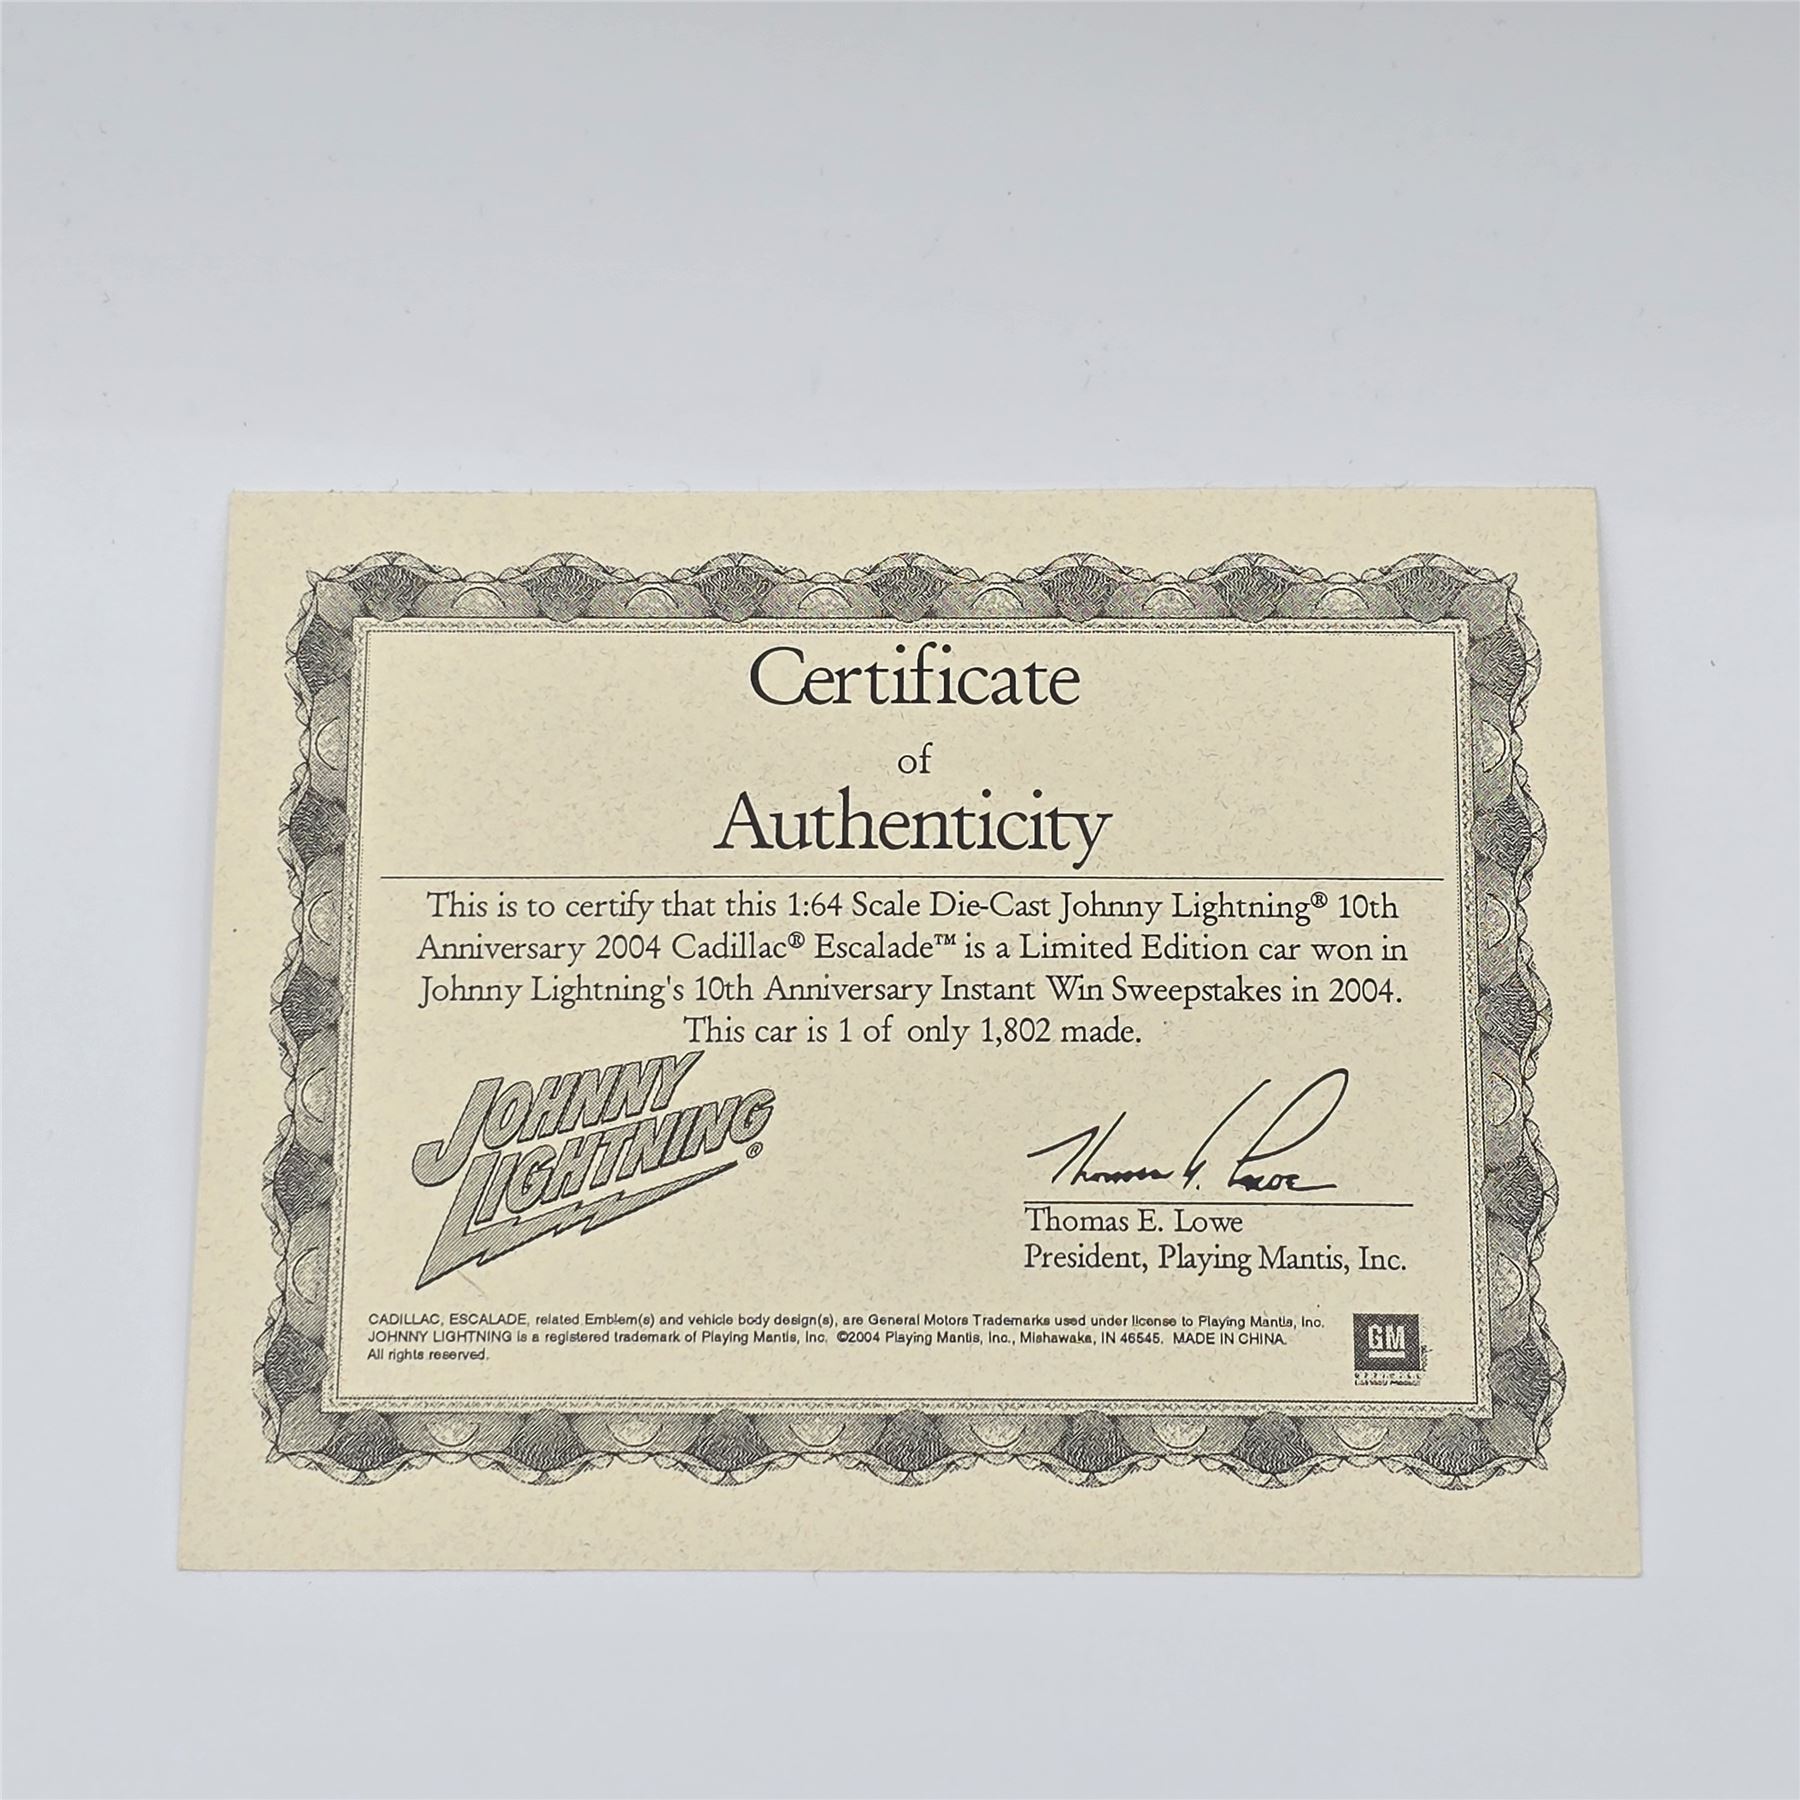 Certificate
of
Authenticity
This is to certify that this 1:64 Scale Die-Cast Johnny Lightning® 10th
Anniversary 2004 Cadillac® Escalade™ is a Limited Edition car won in
Johnny Lightning's 10th Anniversary Instant Win Sweepstakes in 2004.
This car is 1 of only 1,802 made.
JOHNNY
LIGHTNING®
Thomas E. Lowe
President, Playing Mantis, Inc.
CADILLAC, ESCALADE, related Emblem(s) and vehicle body design(s), are General Motors Trademarks used under license to Playing Mantis, Inc.
JOHNNY LIGHTNING is a registered trademark of Playing Mantis, Inc. ©2004 Playing Mantis, Inc., Mishawaka, IN 46545. MADE IN CHINA.
All rights reserved.
GM